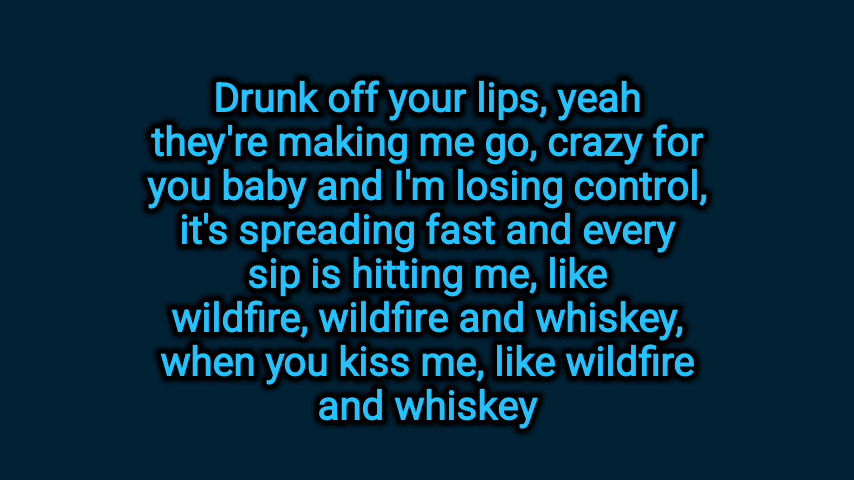 Drunk off your lips, yeah
they're making me go, crazy for
you baby and I'm losing control,
it's spreading fast and every
sip is hitting me, like
wildfire, wildfire and whiskey,
when you kiss me, like wildfire
and whiskey